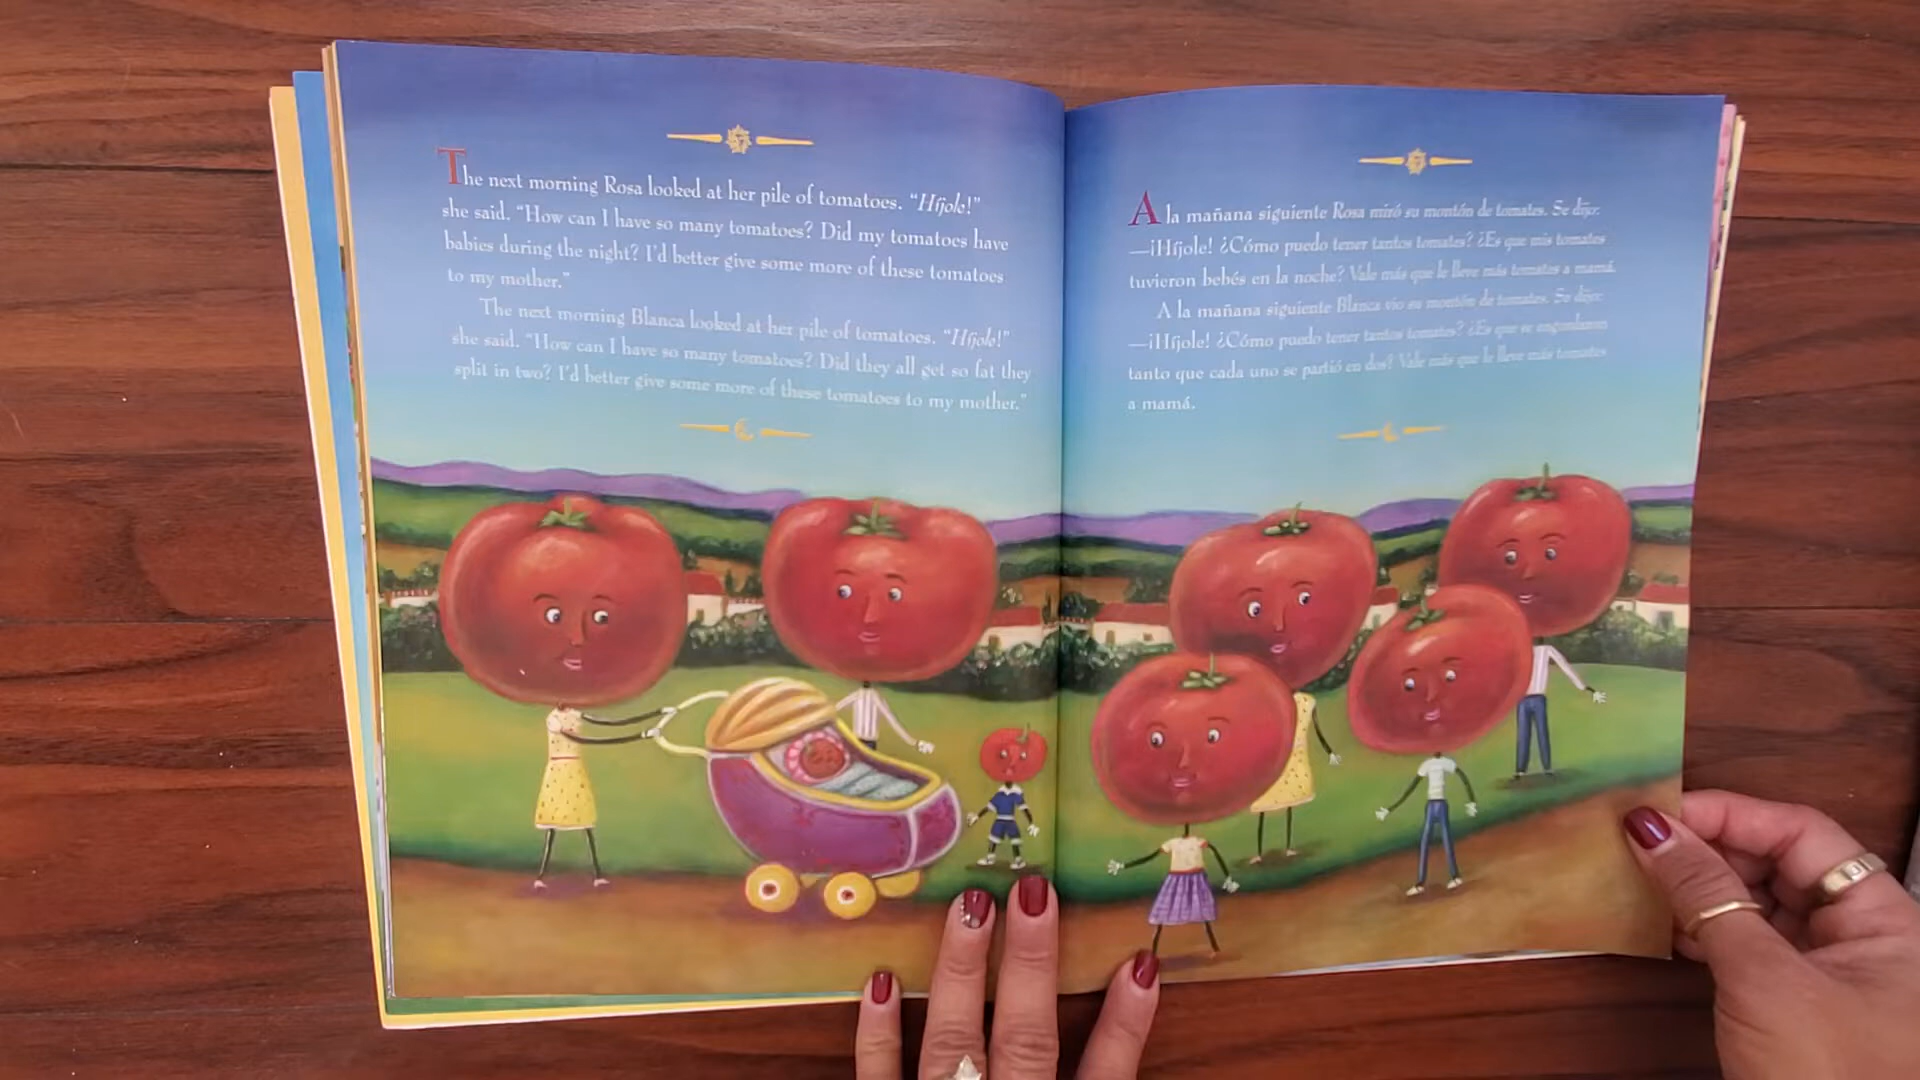 The next morning Rosa looked at her pile of tomatoes. “Híjole!”
she said. “How can I have so many tomatoes? Did my tomatoes have
babies during the night? I’d better give some more of these tomatoes
to my mother.”
The next morning Blanca looked at her pile of tomatoes. “Híjole!”
she said. “How can I have so many tomatoes? Did they all get so fat they
split in two? I’d better give some more of these tomatoes to my mother.”
A la mañana siguiente Rosa miró su montón de tomates. Se dijo:
—¡Híjole! ¿Cómo puedo tener tantos tomates? ¿Es que mis tomates
tuvieron bebés en la noche? Vale más que le lleve más tomates a mamá.
A la mañana siguiente Blanca vio su montón de tomates. Se dijo:
—¡Híjole! ¿Cómo puedo tener tantos tomates? ¿Es que se engordaron
tanto que cada uno se partió en dos? Vale más que le lleve más tomates
a mamá.